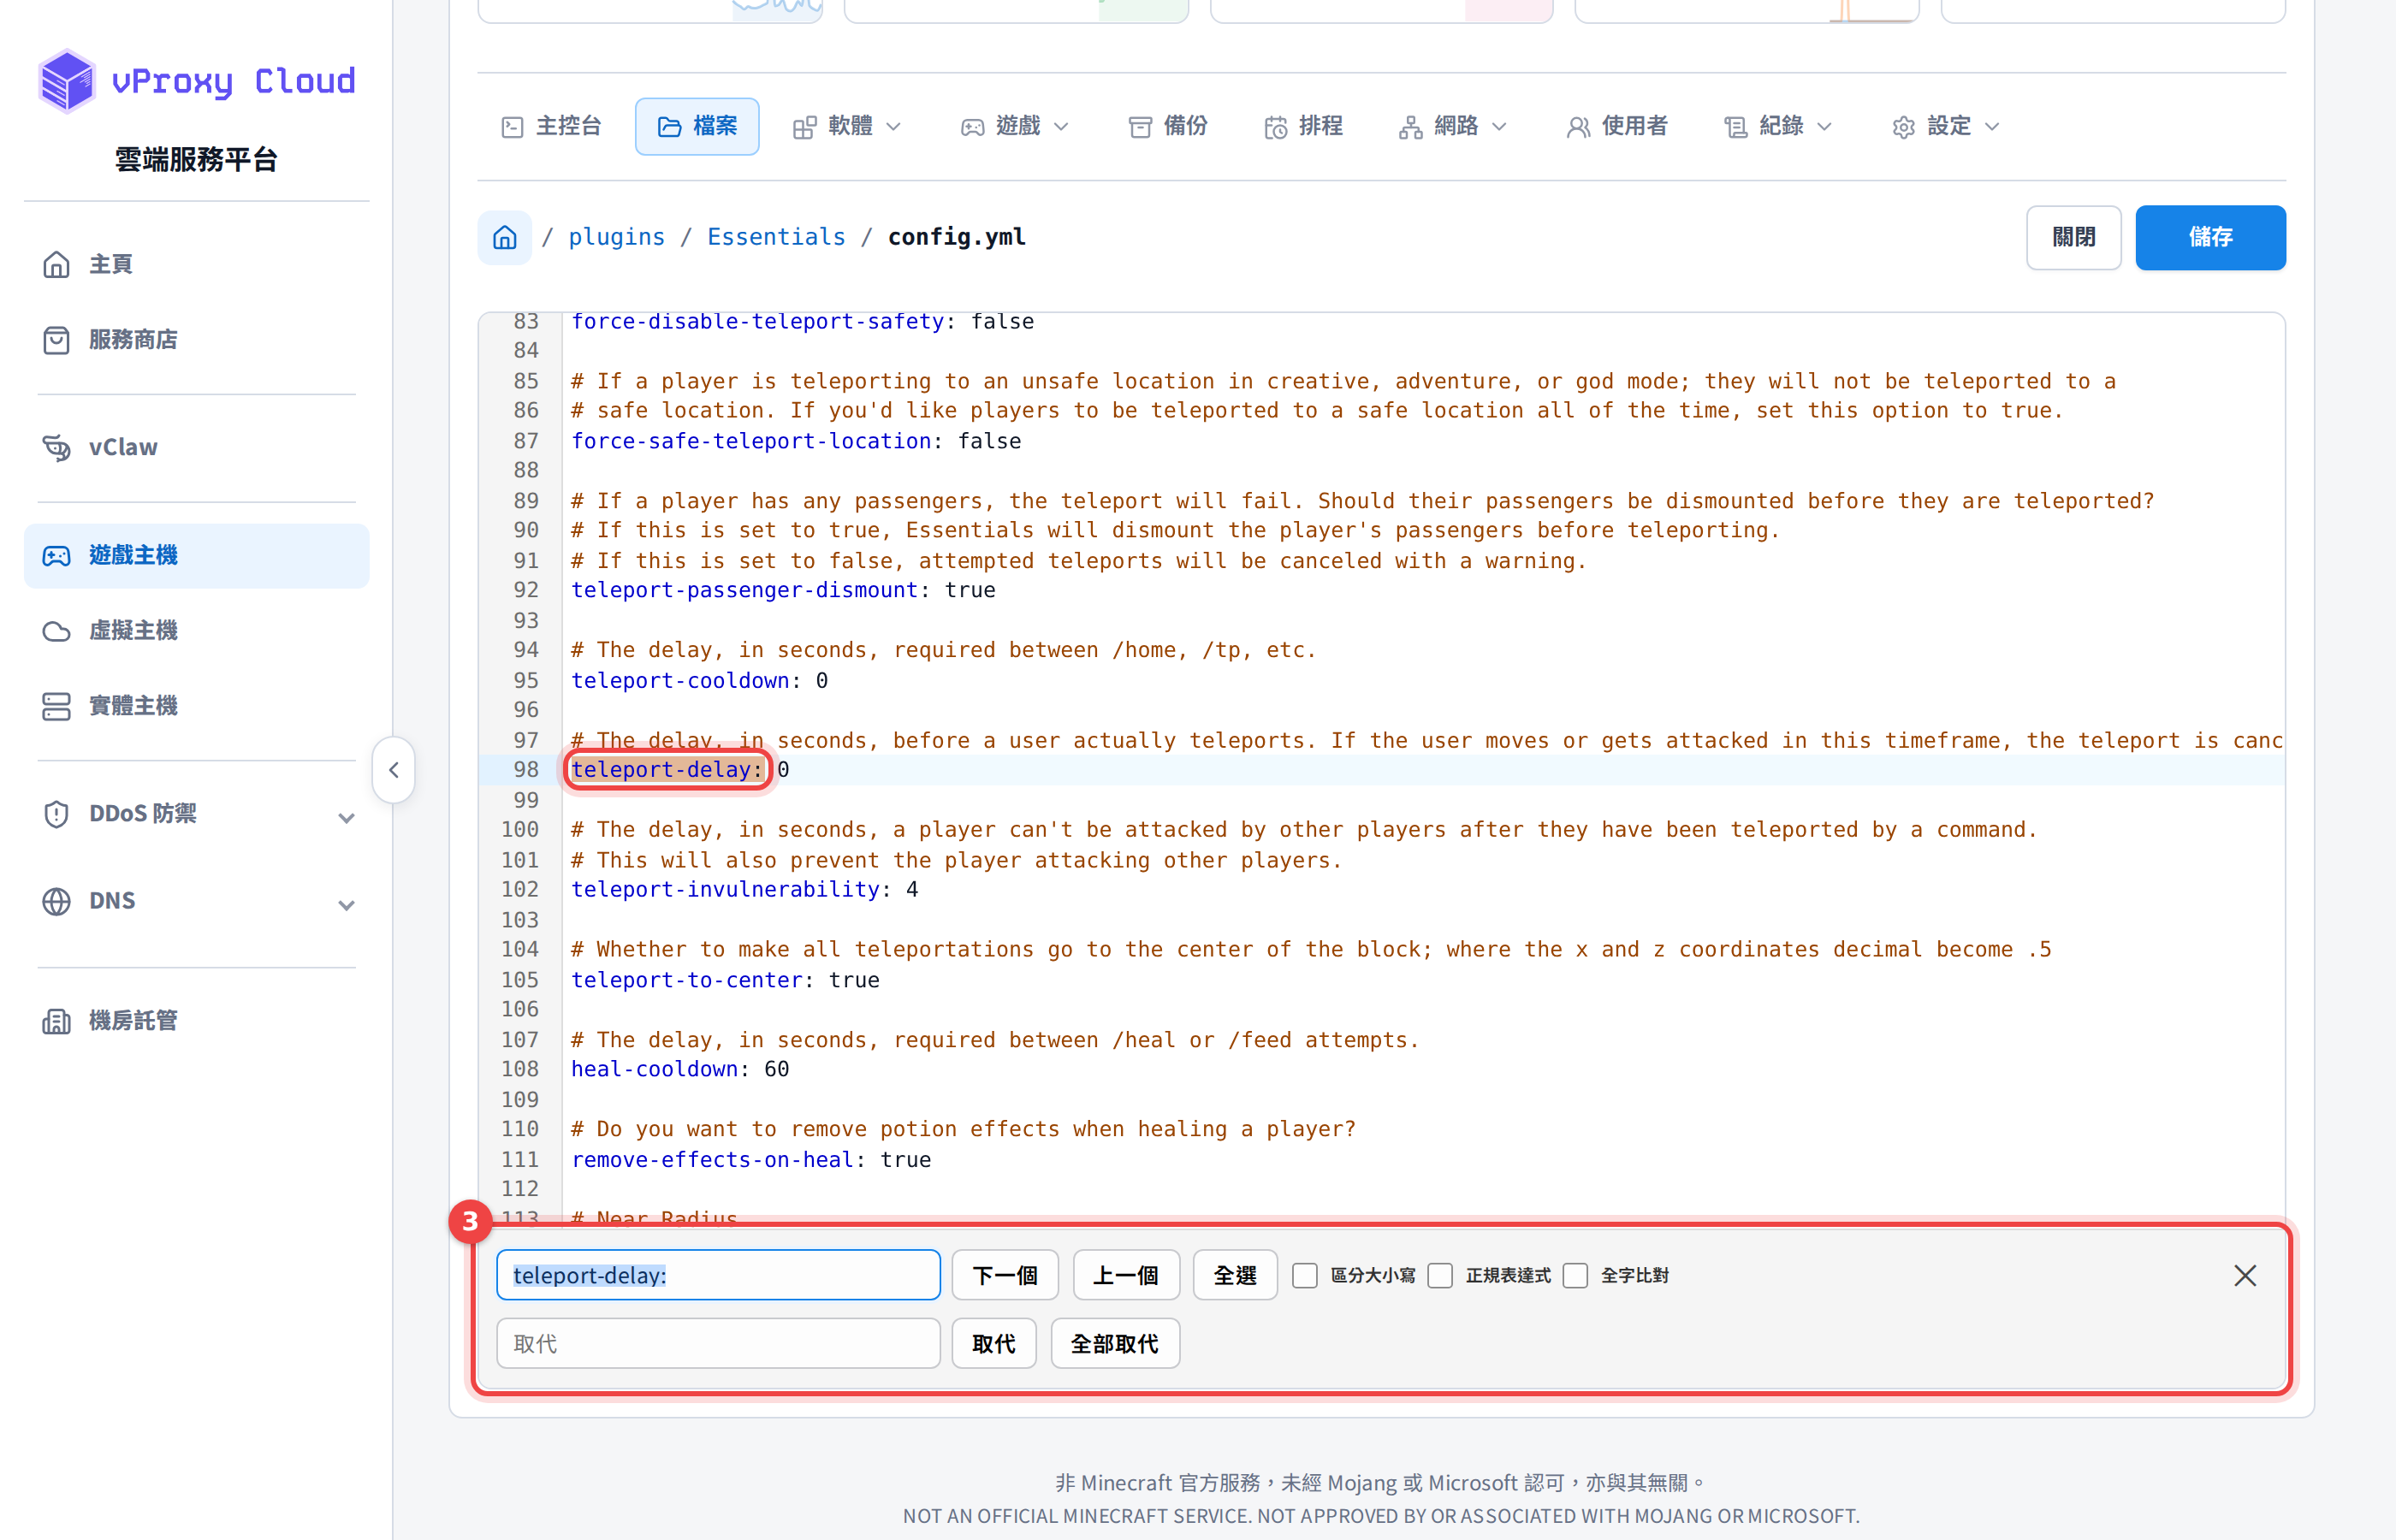 vProxy Cloud
雲端服務平台
主頁
服務商店
vClaw
遊戲主機
虛擬主機
實體主機
DDoS 防禦
DNS
機房託管
主控台 檔案 軟體 遊戲 備份 排程 網路 使用者 紀錄 設定
/ plugins / Essentials / config.yml
關閉 儲存
83 force-disable-teleport-safety: false
84
85 # If a player is teleporting to an unsafe location in creative, adventure, or god mode; they will not be teleported to a
86 # safe location. If you'd like players to be teleported to a safe location all of the time, set this option to true.
87 force-safe-teleport-location: false
88
89 # If a player has any passengers, the teleport will fail. Should their passengers be dismounted before they are teleported?
90 # If this is set to true, Essentials will dismount the player's passengers before teleporting.
91 # If this is set to false, attempted teleports will be canceled with a warning.
92 teleport-passenger-dismount: true
93
94 # The delay, in seconds, required between /home, /tp, etc.
95 teleport-cooldown: 0
96
97 # The delay, in seconds, before a user actually teleports. If the user moves or gets attacked in this timeframe, the teleport is canc
98 teleport-delay: 0
99
100 # The delay, in seconds, a player can't be attacked by other players after they have been teleported by a command.
101 # This will also prevent the player attacking other players.
102 teleport-invulnerability: 4
103
104 # Whether to make all teleportations go to the center of the block; where the x and z coordinates decimal become .5
105 teleport-to-center: true
106
107 # The delay, in seconds, required between /heal or /feed attempts.
108 heal-cooldown: 60
109
110 # Do you want to remove potion effects when healing a player?
111 remove-effects-on-heal: true
112
113 # Near Radius
3
teleport-delay: 下一個 上一個 全選 區分大小寫 正規表達式 全字比對
取代 取代 全部取代
非 Minecraft 官方服務，未經 Mojang 或 Microsoft 認可，亦與其無關。
NOT AN OFFICIAL MINECRAFT SERVICE. NOT APPROVED BY OR ASSOCIATED WITH MOJANG OR MICROSOFT.